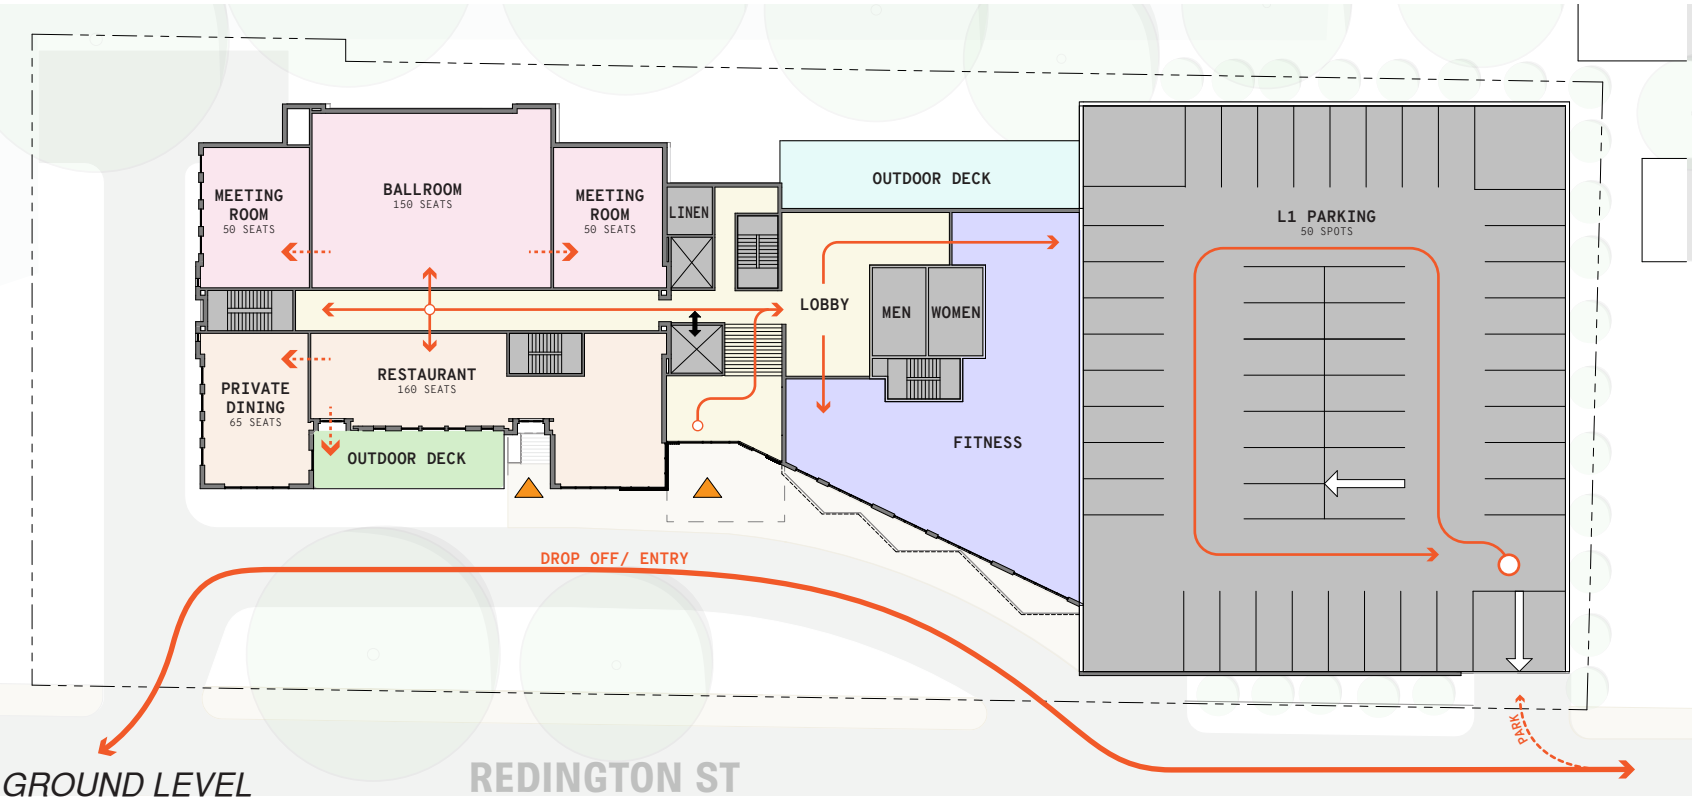 OUTDOOR DECK
MEETING
ROOM
50 SEATS
BALLROOM
150 SEATS
MEETING
ROOM
50 SEATS
LINEN
L1 PARKING
50 SPOTS
LOBBY
MEN
WOMEN
PRIVATE
DINING
65 SEATS
RESTAURANT
160 SEATS
OUTDOOR DECK
FITNESS
DROP OFF/ ENTRY
PARK
GROUND LEVEL
REDINGTON ST